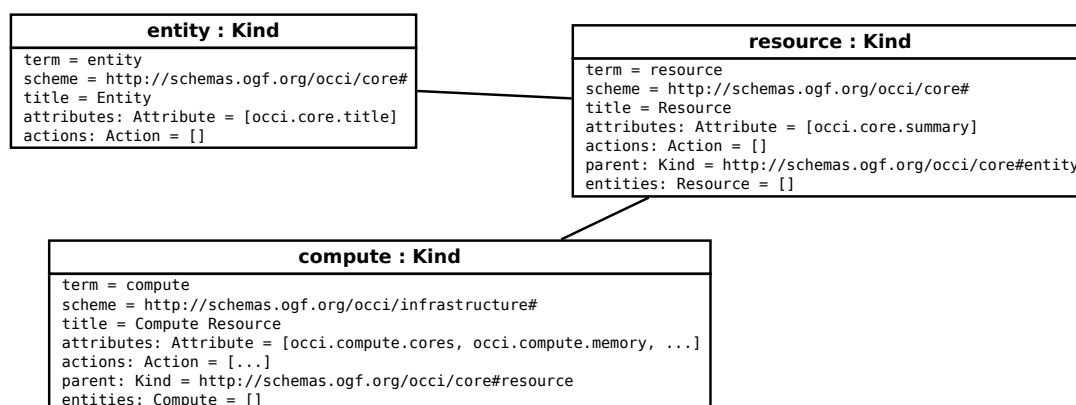 entity : Kind
term = entity
scheme = http://schemas.ogf.org/occi/core#
title = Entity
attributes: Attribute = [occi.core.title]
actions: Action = []
resource : Kind
term = resource
scheme = http://schemas.ogf.org/occi/core#
title = Resource
attributes: Attribute = [occi.core.summary]
actions: Action = []
parent: Kind = http://schemas.ogf.org/occi/core#entity
entities: Resource = []
compute : Kind
term = compute
scheme = http://schemas.ogf.org/occi/infrastructure#
title = Compute Resource
attributes: Attribute = [occi.compute.cores, occi.compute.memory, ...]
actions: Action = [...]
parent: Kind = http://schemas.ogf.org/occi/core#resource
entities: Compute = []